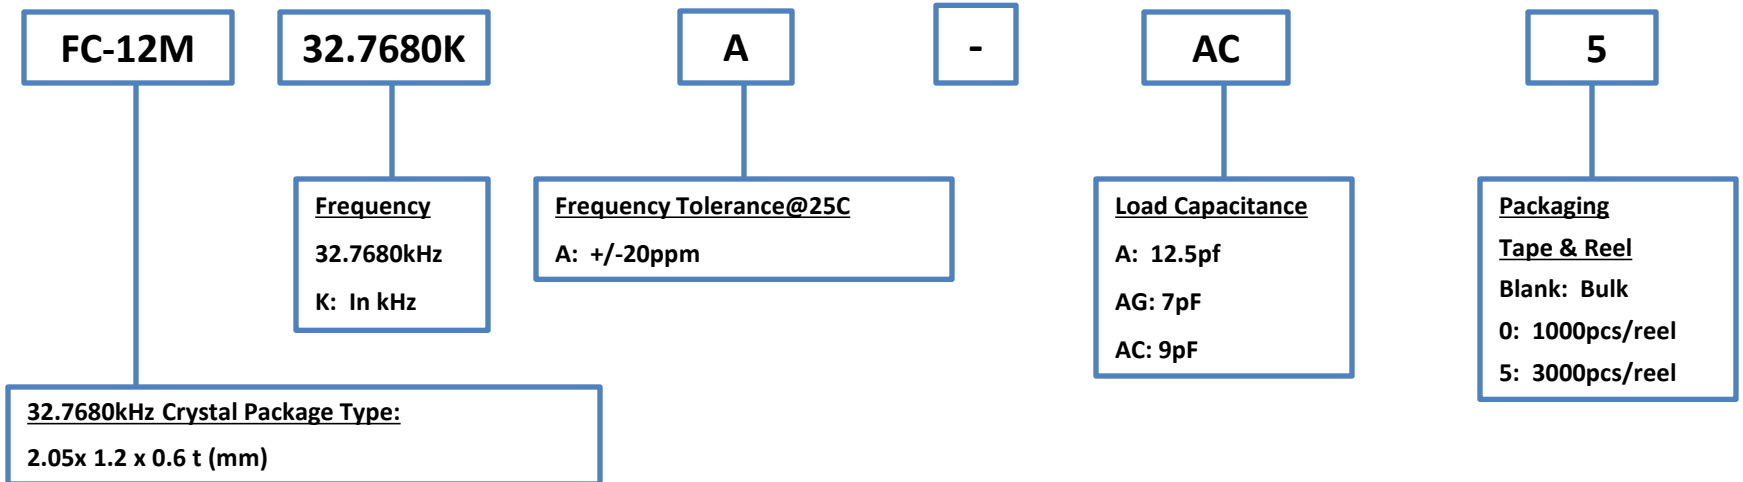 FC-12M 32.7680K A - AC 5
Frequency
32.7680kHz
K: In kHz
Frequency Tolerance@25C
A: +/-20ppm
Load Capacitance
A: 12.5pf
AG: 7pF
AC: 9pF
Packaging
Tape & Reel
Blank: Bulk
0: 1000pcs/reel
5: 3000pcs/reel
32.7680kHz Crystal Package Type:
2.05x 1.2 x 0.6 t (mm)